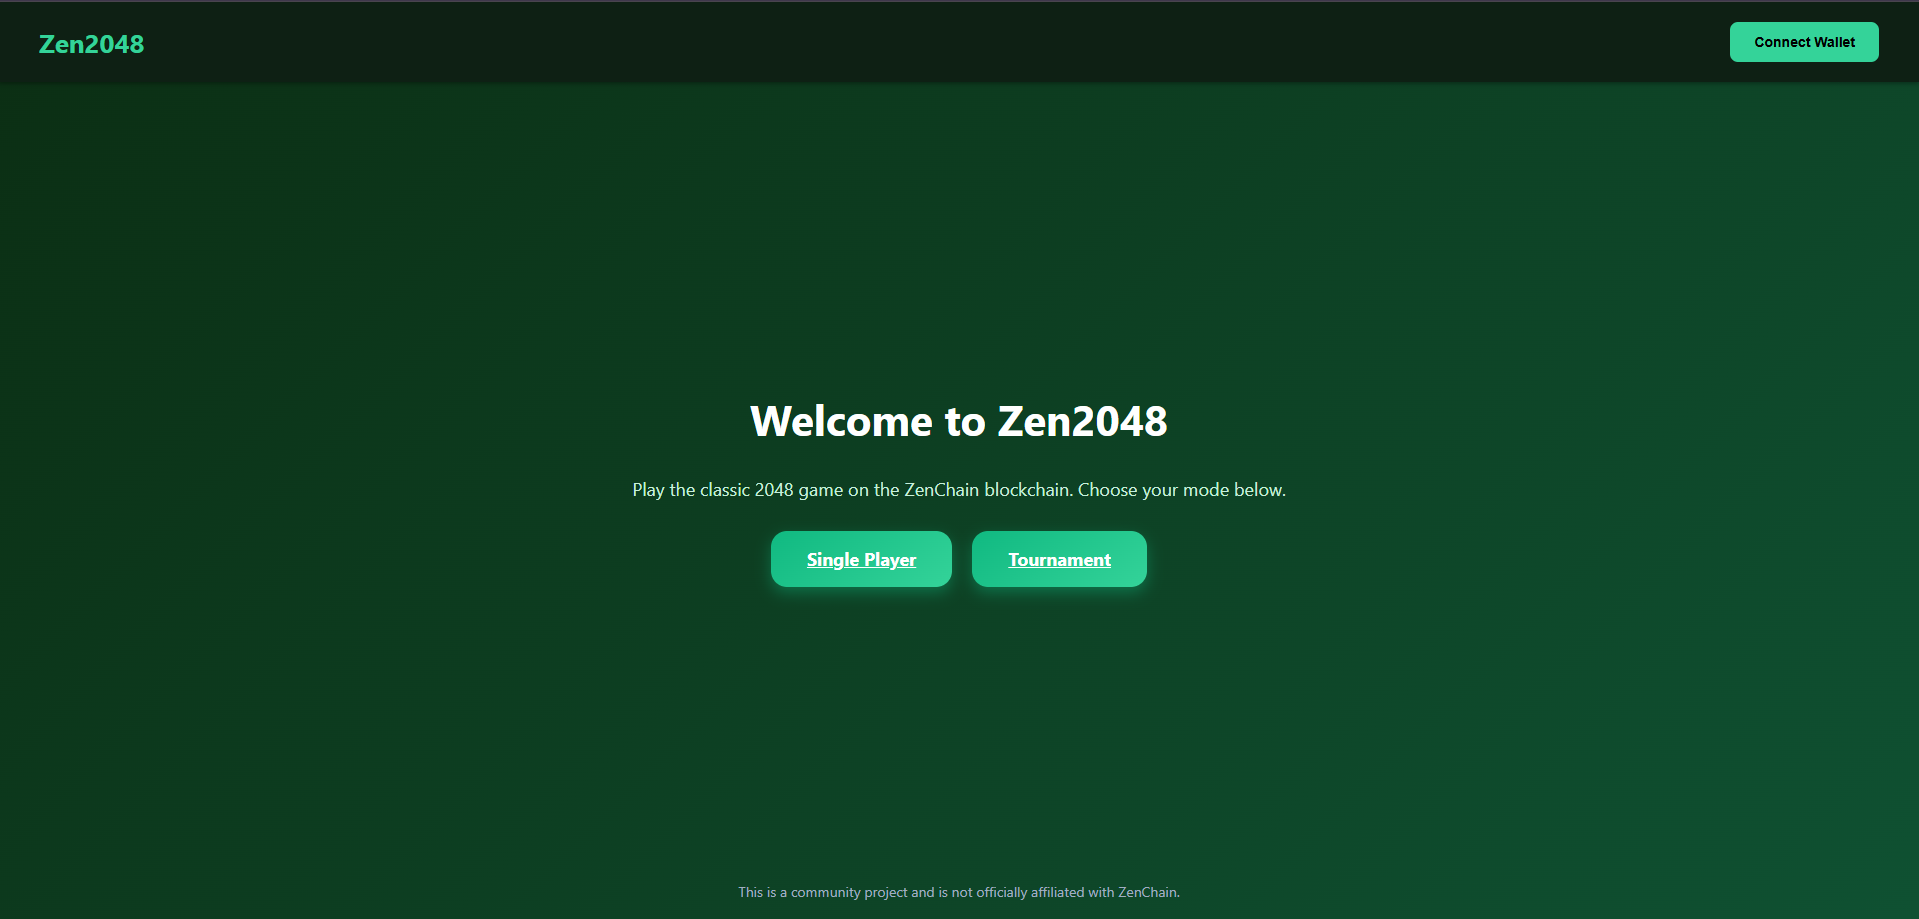 Zen2048
Connect Wallet
Welcome to Zen2048
Play the classic 2048 game on the ZenChain blockchain. Choose your mode below.
Single Player
Tournament
This is a community project and is not officially affiliated with ZenChain.